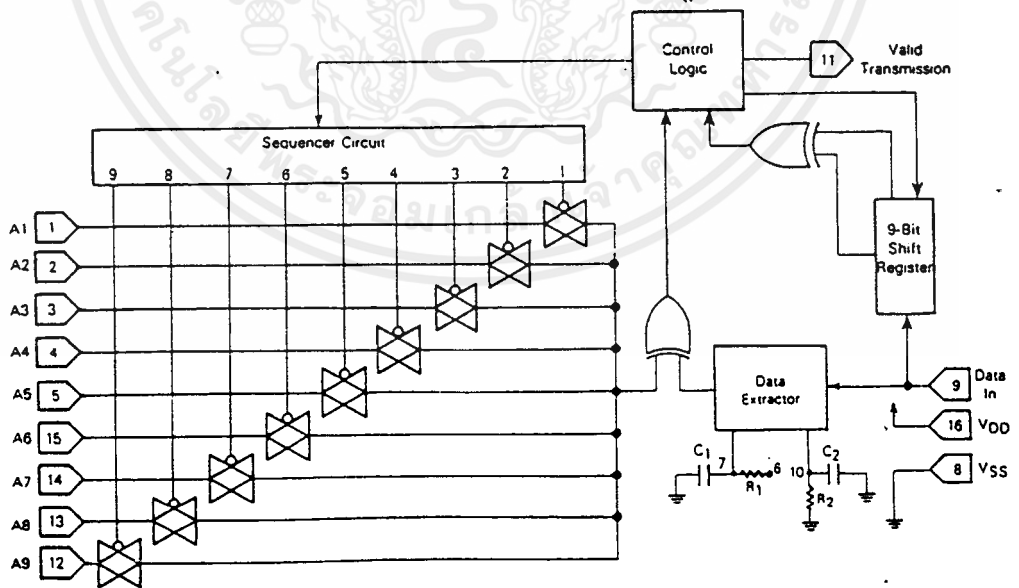 Control
Logic
11
Valid
Transmission
Sequencer Circuit
9 8 7 6 5 4 3 2 1
A1 1
A2 2
A3 3
A4 4
A5 5
A6 15
A7 14
A8 13
A9 12
9-Bit
Shift
Register
Data
Extractor
9 Data
In
16 VDD
8 VSS
C1 7 R1 6 10 C2
R2